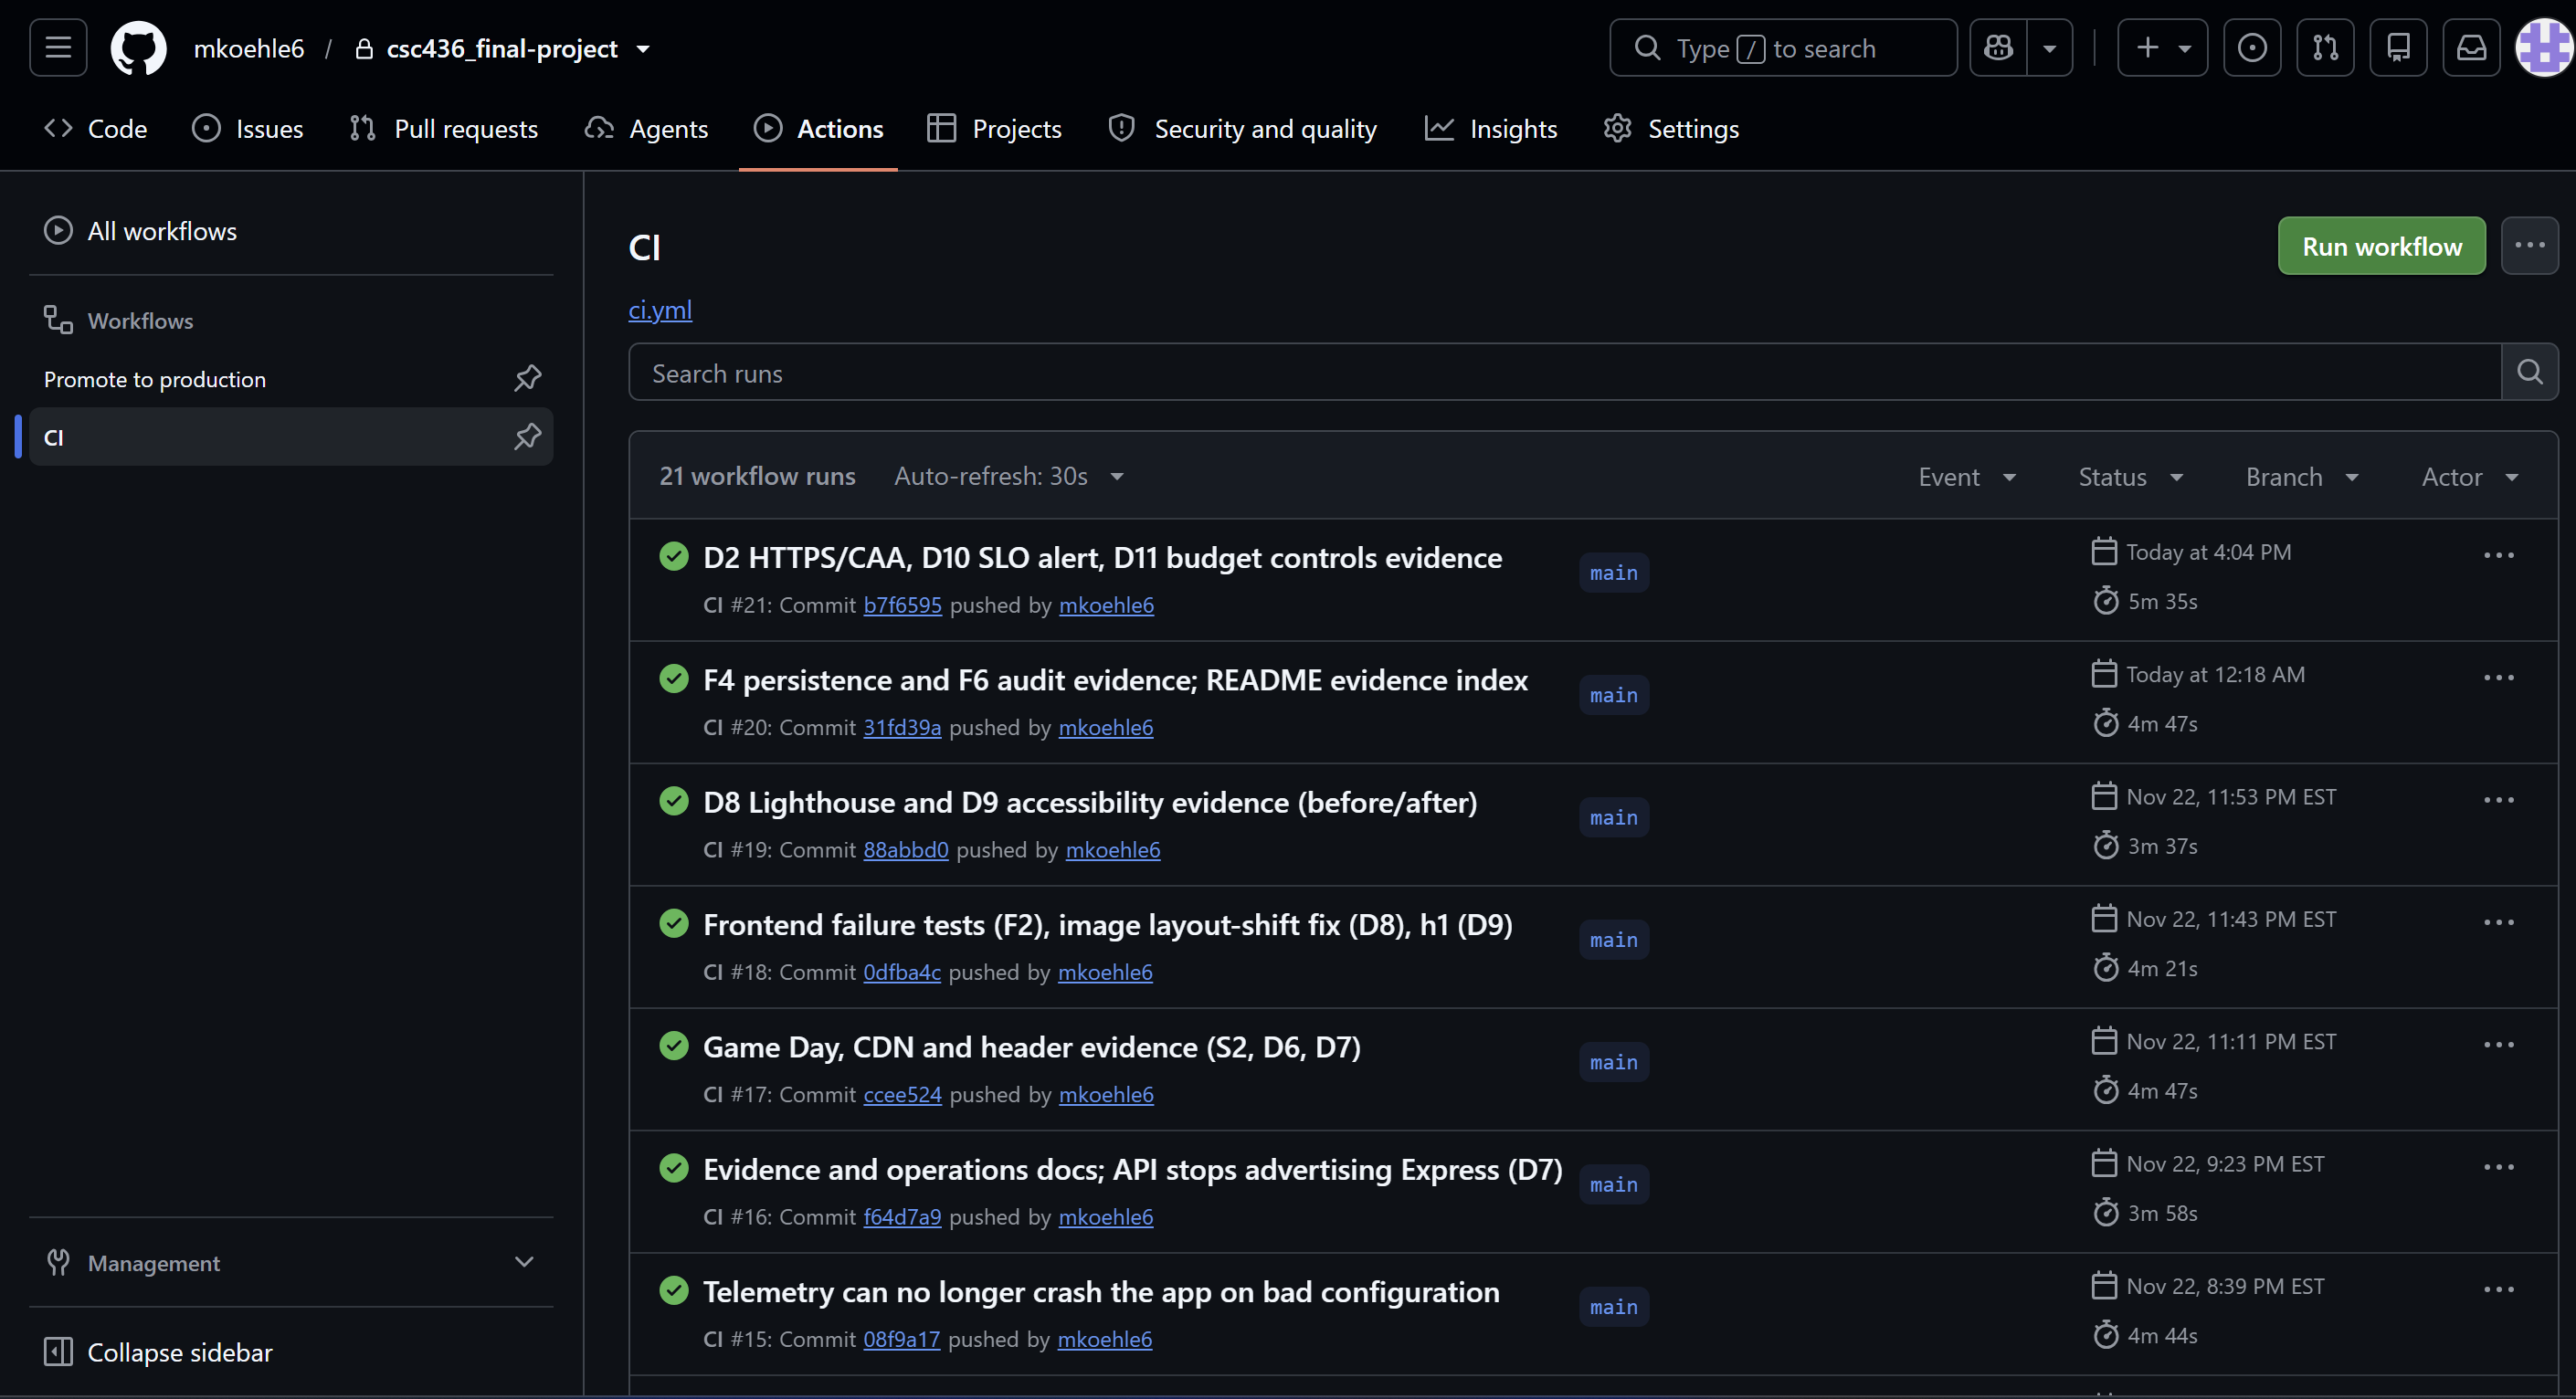 mkoehle6 / csc436_final-project
Type / to search
Code Issues Pull requests Agents Actions Projects Security and quality Insights Settings
All workflows
Workflows
Promote to production
CI
Management
Collapse sidebar
CI
Run workflow
ci.yml
Search runs
21 workflow runs Auto-refresh: 30s Event Status Branch Actor
D2 HTTPS/CAA, D10 SLO alert, D11 budget controls evidence
CI #21: Commit b7f6595 pushed by mkoehle6
main
Today at 4:04 PM
5m 35s
F4 persistence and F6 audit evidence; README evidence index
CI #20: Commit 31fd39a pushed by mkoehle6
main
Today at 12:18 AM
4m 47s
D8 Lighthouse and D9 accessibility evidence (before/after)
CI #19: Commit 88abbd0 pushed by mkoehle6
main
Nov 22, 11:53 PM EST
3m 37s
Frontend failure tests (F2), image layout-shift fix (D8), h1 (D9)
CI #18: Commit 0dfba4c pushed by mkoehle6
main
Nov 22, 11:43 PM EST
4m 21s
Game Day, CDN and header evidence (S2, D6, D7)
CI #17: Commit ccee524 pushed by mkoehle6
main
Nov 22, 11:11 PM EST
4m 47s
Evidence and operations docs; API stops advertising Express (D7)
CI #16: Commit f64d7a9 pushed by mkoehle6
main
Nov 22, 9:23 PM EST
3m 58s
Telemetry can no longer crash the app on bad configuration
CI #15: Commit 08f9a17 pushed by mkoehle6
main
Nov 22, 8:39 PM EST
4m 44s